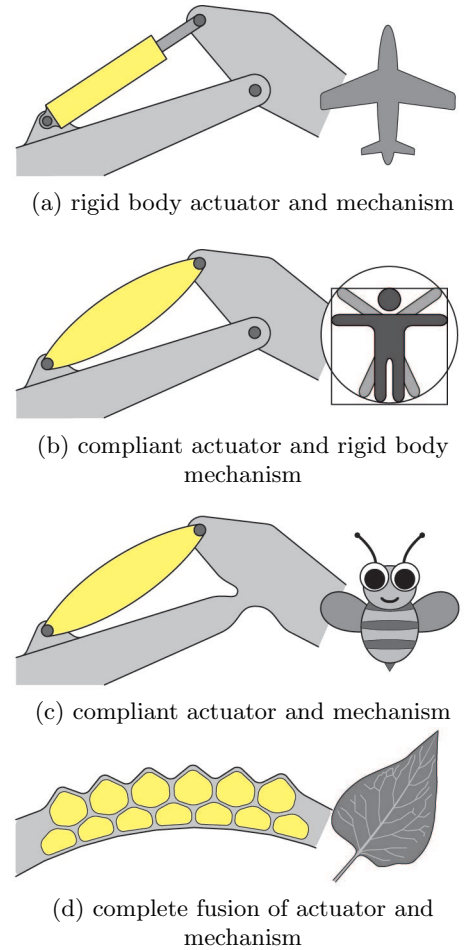 (a) rigid body actuator and mechanism
(b) compliant actuator and rigid body
mechanism
(c) compliant actuator and mechanism
(d) complete fusion of actuator and
mechanism